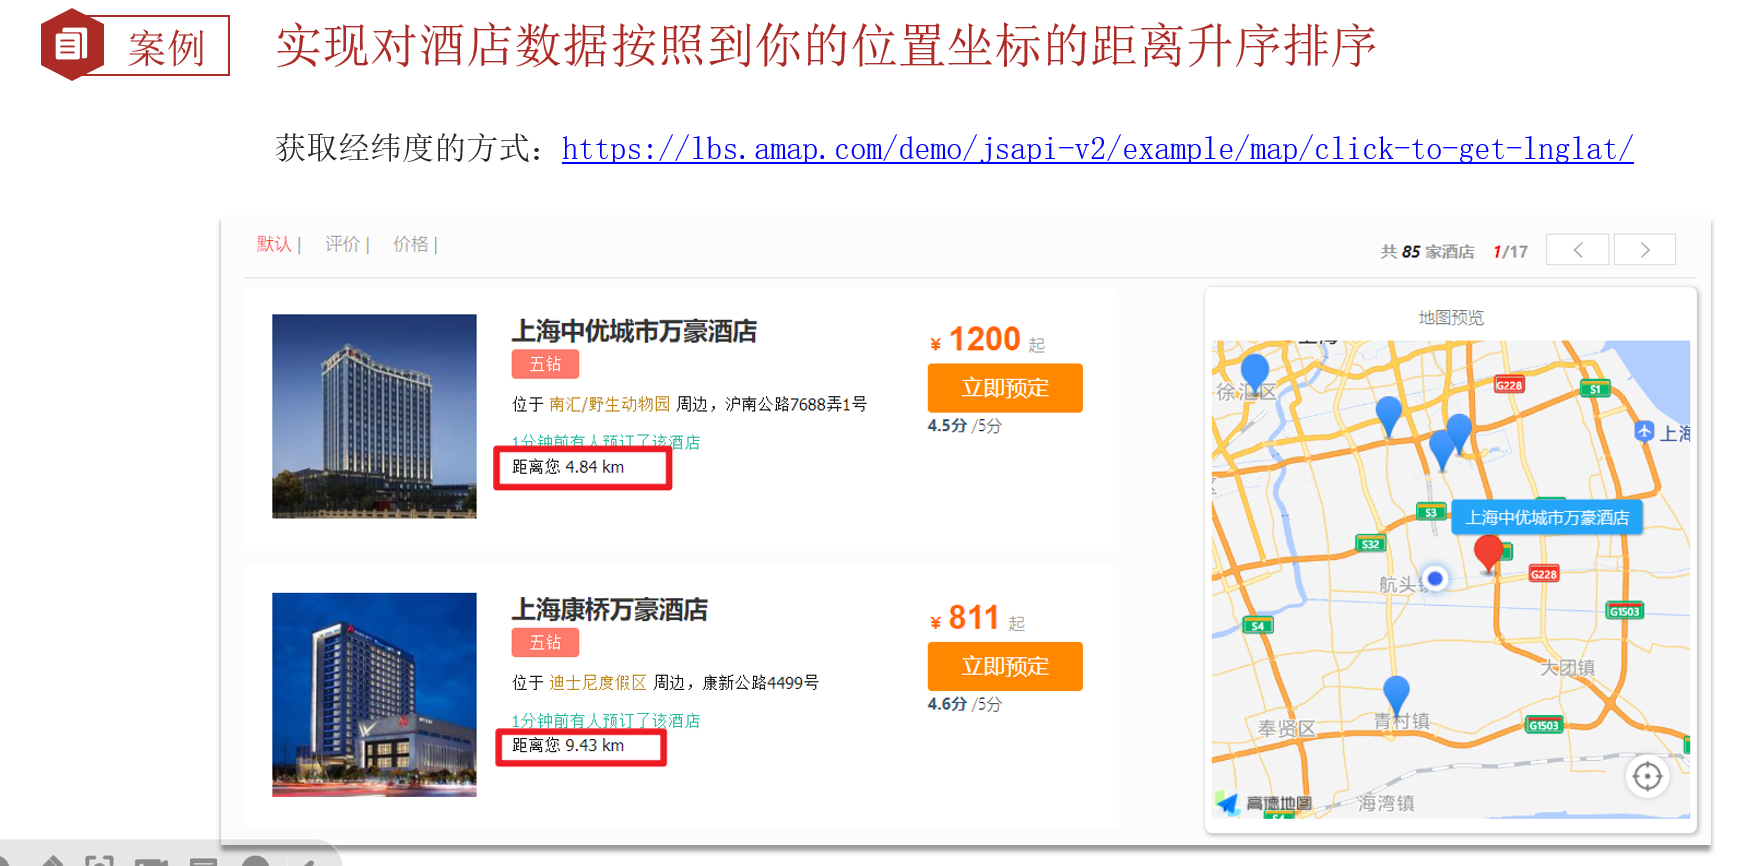 案例
实现对酒店数据按照到你的位置坐标的距离升序排序
获取经纬度的方式：https://lbs.amap.com/demo/jsapi-v2/example/map/click-to-get-lnglat/
默认 | 评价 | 价格 |
共 85 家酒店 1/17
上海中优城市万豪酒店
五钻
位于 南汇/野生动物园 周边，沪南公路7688弄1号
1分钟前有人预订了该酒店
距离您 4.84 km
¥ 1200 起
立即预定
4.5分 /5分
上海康桥万豪酒店
五钻
位于 迪士尼度假区 周边，康新公路4499号
1分钟前有人预订了该酒店
距离您 9.43 km
¥ 811 起
立即预定
4.6分 /5分
地图预览
徐汇区
G228
S1
上海
S3
上海中优城市万豪酒店
S32
航头镇
G228
G1503
S4
大团镇
青村镇
奉贤区
G1503
高德地图
海湾镇
S4